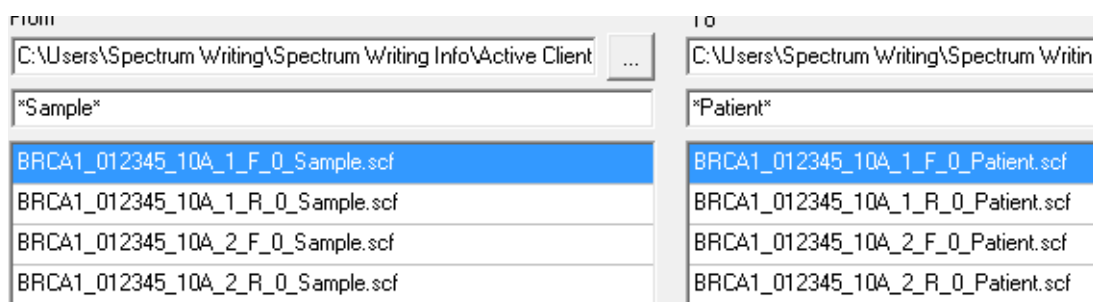 From To
C:\Users\Spectrum Writing\Spectrum Writing Info\Active Client ... C:\Users\Spectrum Writing\Spectrum Writin
*Sample* *Patient*
BRCA1_012345_10A_1_F_0_Sample.scf BRCA1_012345_10A_1_F_0_Patient.scf
BRCA1_012345_10A_1_R_0_Sample.scf BRCA1_012345_10A_1_R_0_Patient.scf
BRCA1_012345_10A_2_F_0_Sample.scf BRCA1_012345_10A_2_F_0_Patient.scf
BRCA1_012345_10A_2_R_0_Sample.scf BRCA1_012345_10A_2_R_0_Patient.scf